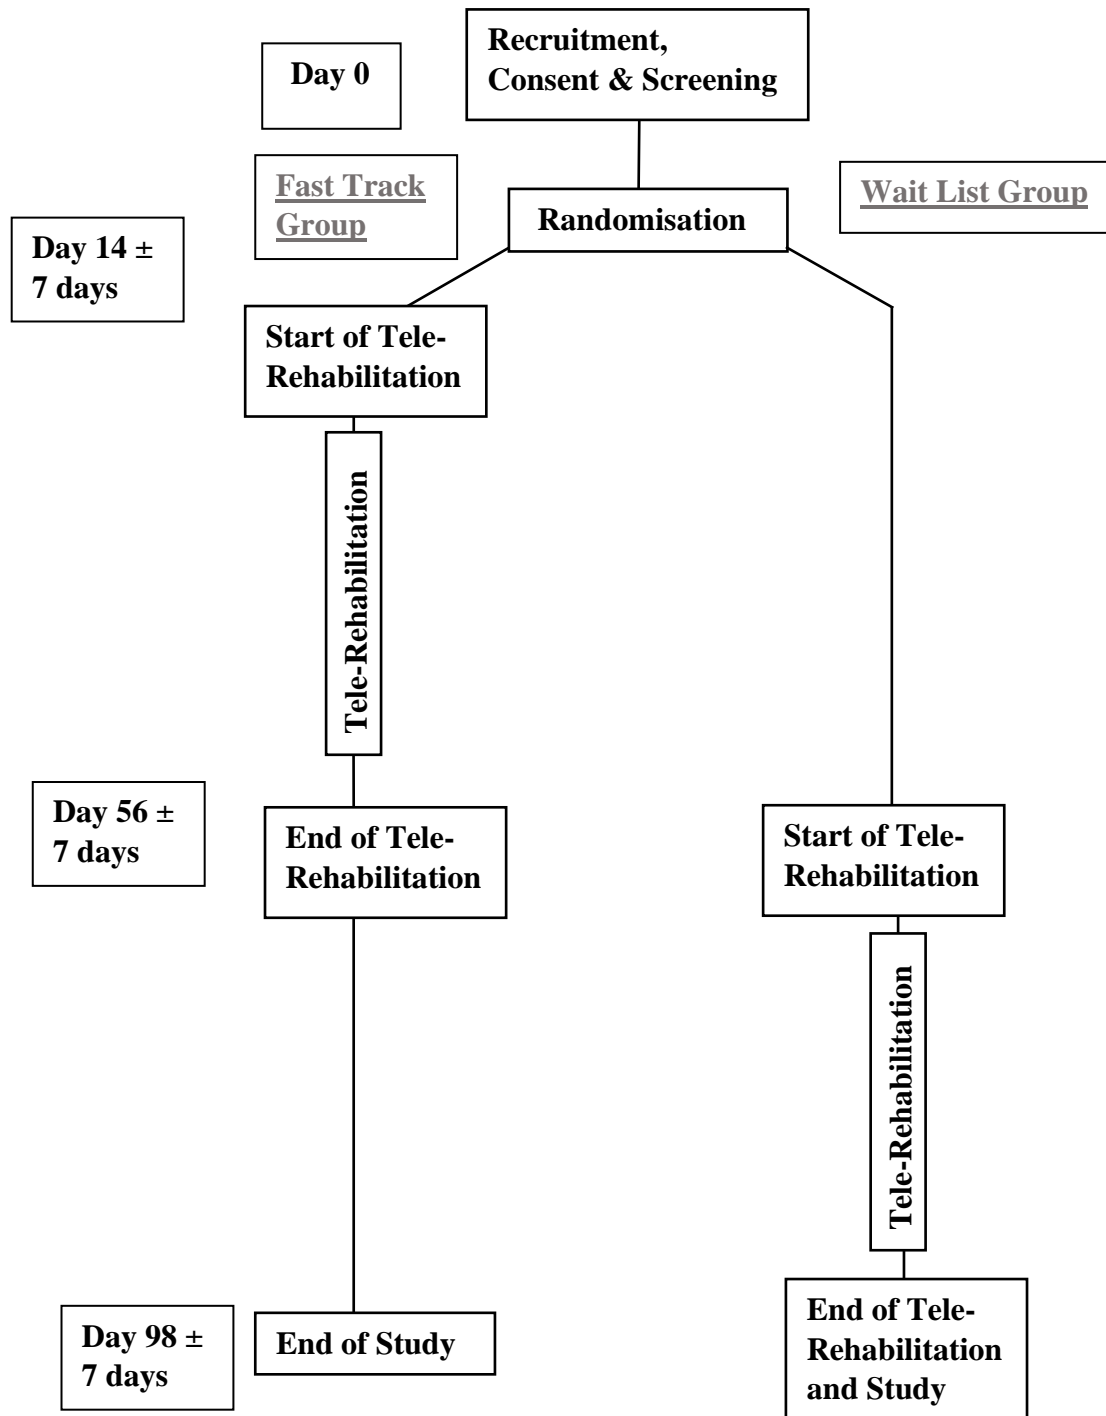 Recruitment,
Consent & Screening
Day 0
Fast Track
Group
Wait List Group
Randomisation
Day 14 ±
7 days
Start of Tele-
Rehabilitation
Tele-Rehabilitation
Day 56 ±
7 days
End of Tele-
Rehabilitation
Start of Tele-
Rehabilitation
Tele-Rehabilitation
Day 98 ±
7 days
End of Study
End of Tele-
Rehabilitation
and Study